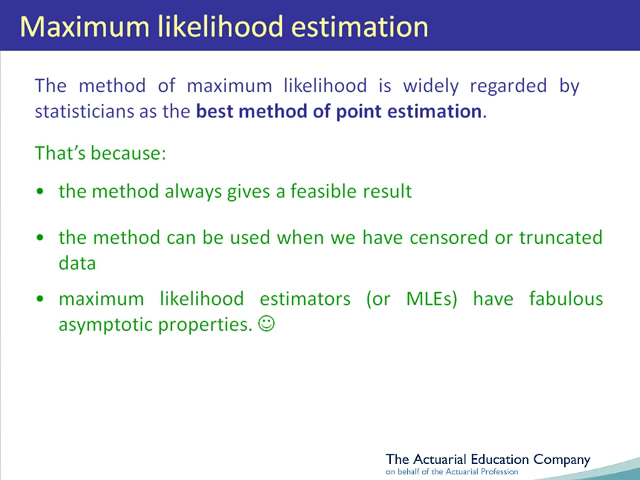 Maximum likelihood estimation
The method of maximum likelihood is widely regarded by
statisticians as the best method of point estimation.
That's because:
• the method always gives a feasible result
• the method can be used when we have censored or truncated
data
• maximum likelihood estimators (or MLEs) have fabulous
asymptotic properties. ☺
The Actuarial Education Company
on behalf of the Actuarial Profession